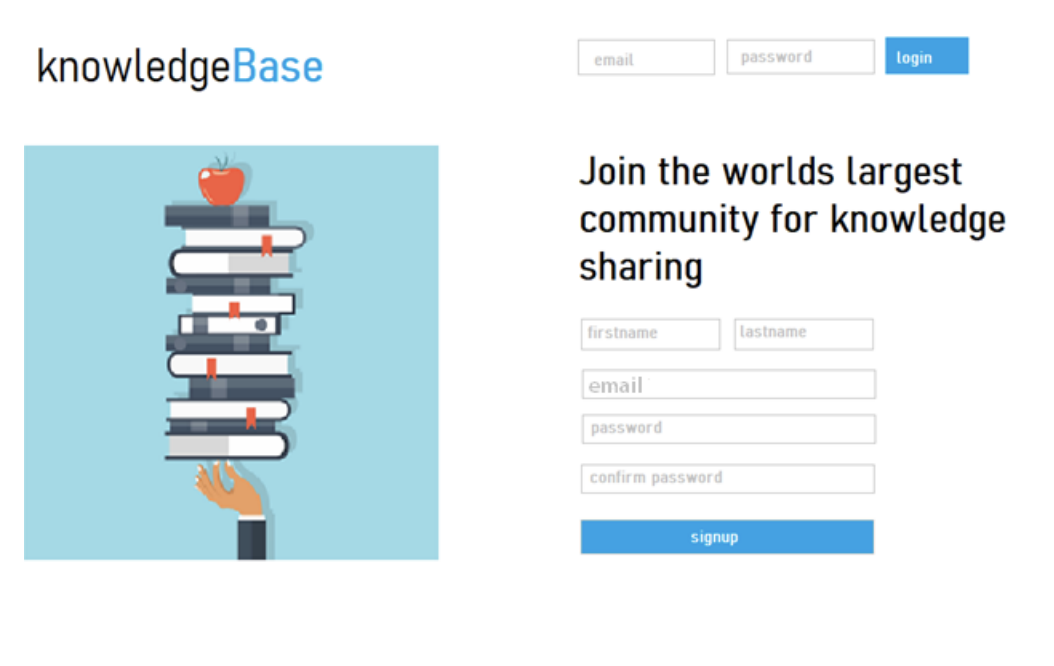 knowledgeBase
email password login
Join the worlds largest
community for knowledge
sharing
firstname lastname
email
password
confirm password
signup